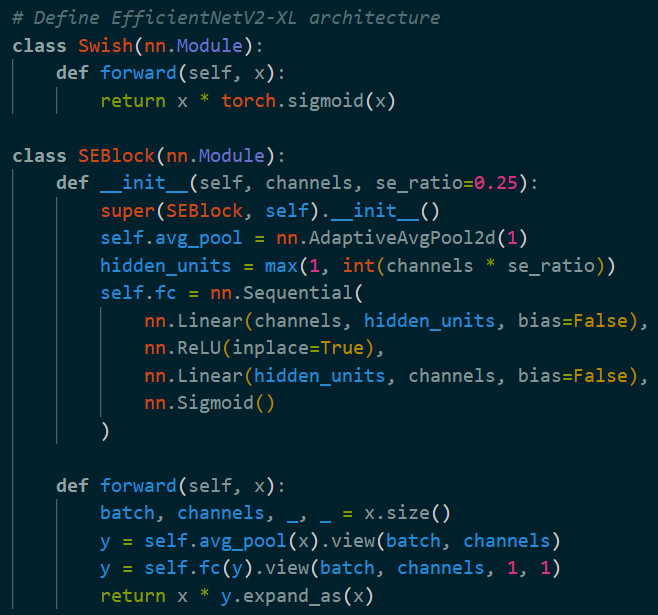 # Define EfficientNetV2-XL architecture
class Swish(nn.Module):
    def forward(self, x):
        return x * torch.sigmoid(x)

class SEBlock(nn.Module):
    def __init__(self, channels, se_ratio=0.25):
        super(SEBlock, self).__init__()
        self.avg_pool = nn.AdaptiveAvgPool2d(1)
        hidden_units = max(1, int(channels * se_ratio))
        self.fc = nn.Sequential(
            nn.Linear(channels, hidden_units, bias=False),
            nn.ReLU(inplace=True),
            nn.Linear(hidden_units, channels, bias=False),
            nn.Sigmoid()
        )

    def forward(self, x):
        batch, channels, _, _ = x.size()
        y = self.avg_pool(x).view(batch, channels)
        y = self.fc(y).view(batch, channels, 1, 1)
        return x * y.expand_as(x)